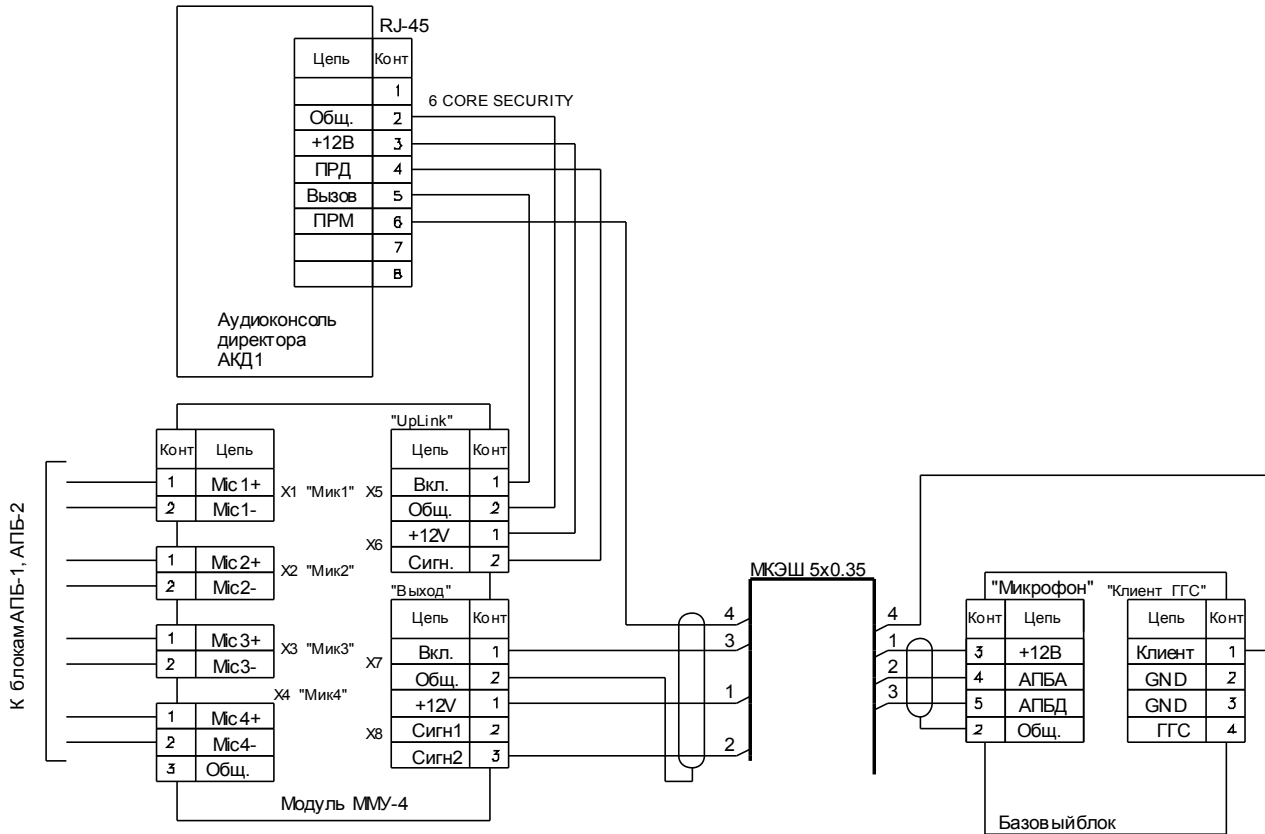 RJ-45
Цепь Конт
1
Общ. 2
+12В 3
ПРД 4
Вызов 5
ПРМ 6
7
8
6 CORE SECURITY
Аудиоконсоль
директора
АКД1
К блокам АПБ-1, АПБ-2
Конт Цепь
1 Mic1+
2 Mic1-
X1 "Мик1"
1 Mic2+
2 Mic2-
X2 "Мик2"
1 Mic3+
2 Mic3-
X3 "Мик3"
X4 "Мик4"
1 Mic4+
2 Mic4-
3 Общ.
"UpLink"
Цепь Конт
X5
Вкл. 1
Общ. 2
X6
+12V 1
Сигн. 2
"Выход"
Цепь Конт
X7
Вкл. 1
Общ. 2
X8
+12V 1
Сигн1 2
Сигн2 3
Модуль ММУ-4
МКЭШ 5x0.35
4
3
1
2
4
1
2
3
"Микрофон"
Конт Цепь
3 +12В
4 АПБА
5 АПБД
2 Общ.
"Клиент ГГС"
Цепь Конт
Клиент 1
GND 2
GND 3
ГГС 4
Базовый блок